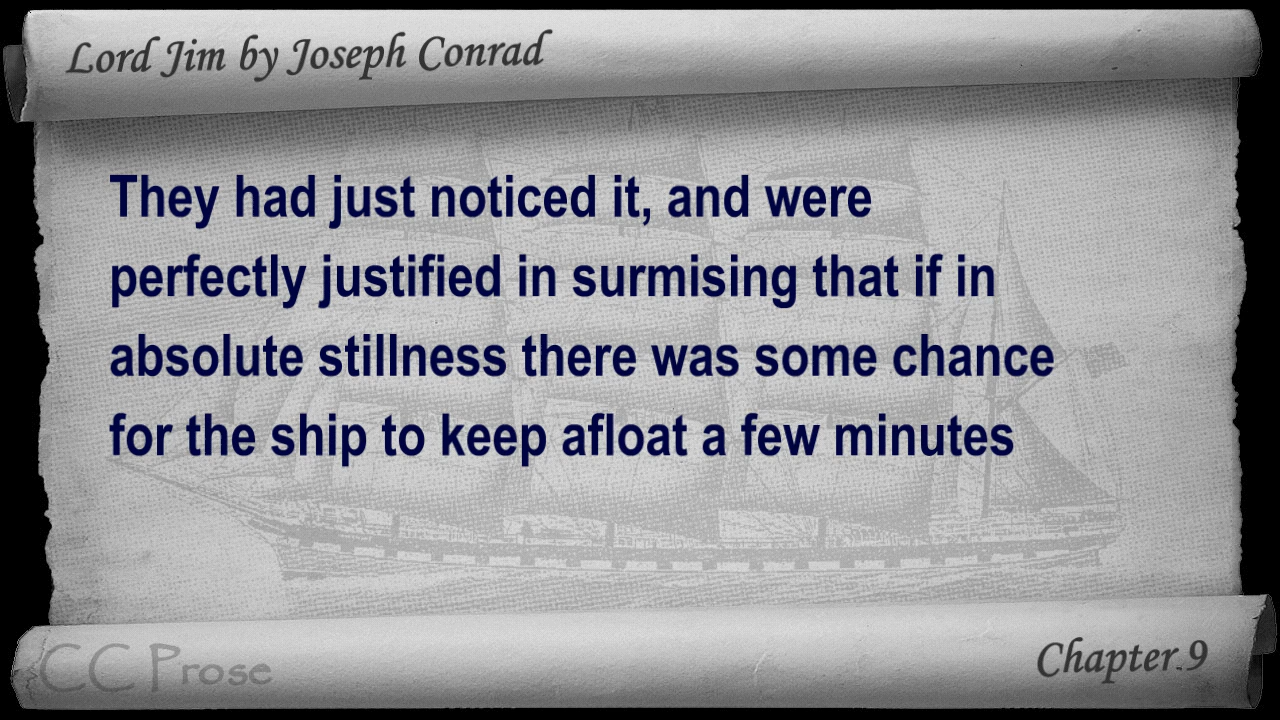 Lord Jim by Joseph Conrad
They had just noticed it, and were
perfectly justified in surmising that if in
absolute stillness there was some chance
for the ship to keep afloat a few minutes
CC Prose
Chapter.9